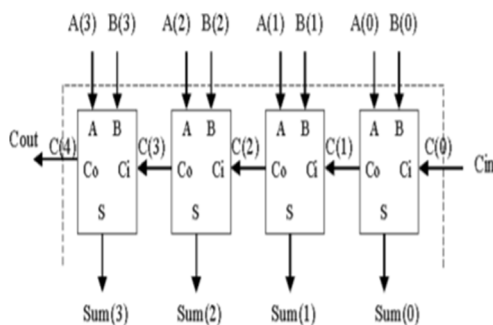 A(3) B(3) A(2) B(2) A(1) B(1) A(0) B(0)
Cout C(4) A B C(3) A B C(2) A B C(1) A B C(0)
Co Ci Co Ci Co Ci Co Ci Cin
S S S S
Sum(3) Sum(2) Sum(1) Sum(0)